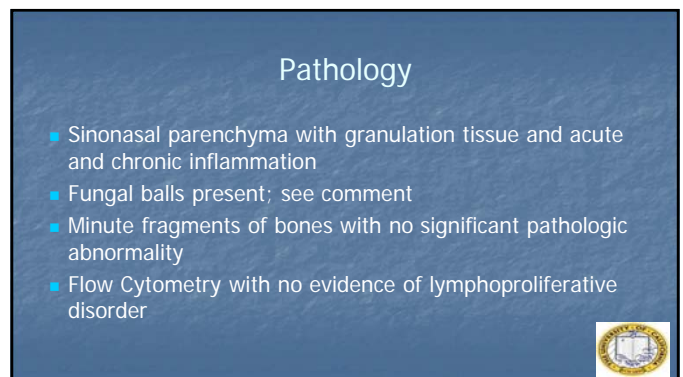 Pathology
Sinonasal parenchyma with granulation tissue and acute
and chronic inflammation
Fungal balls present; see comment
Minute fragments of bones with no significant pathologic
abnormality
Flow Cytometry with no evidence of lymphoproliferative
disorder